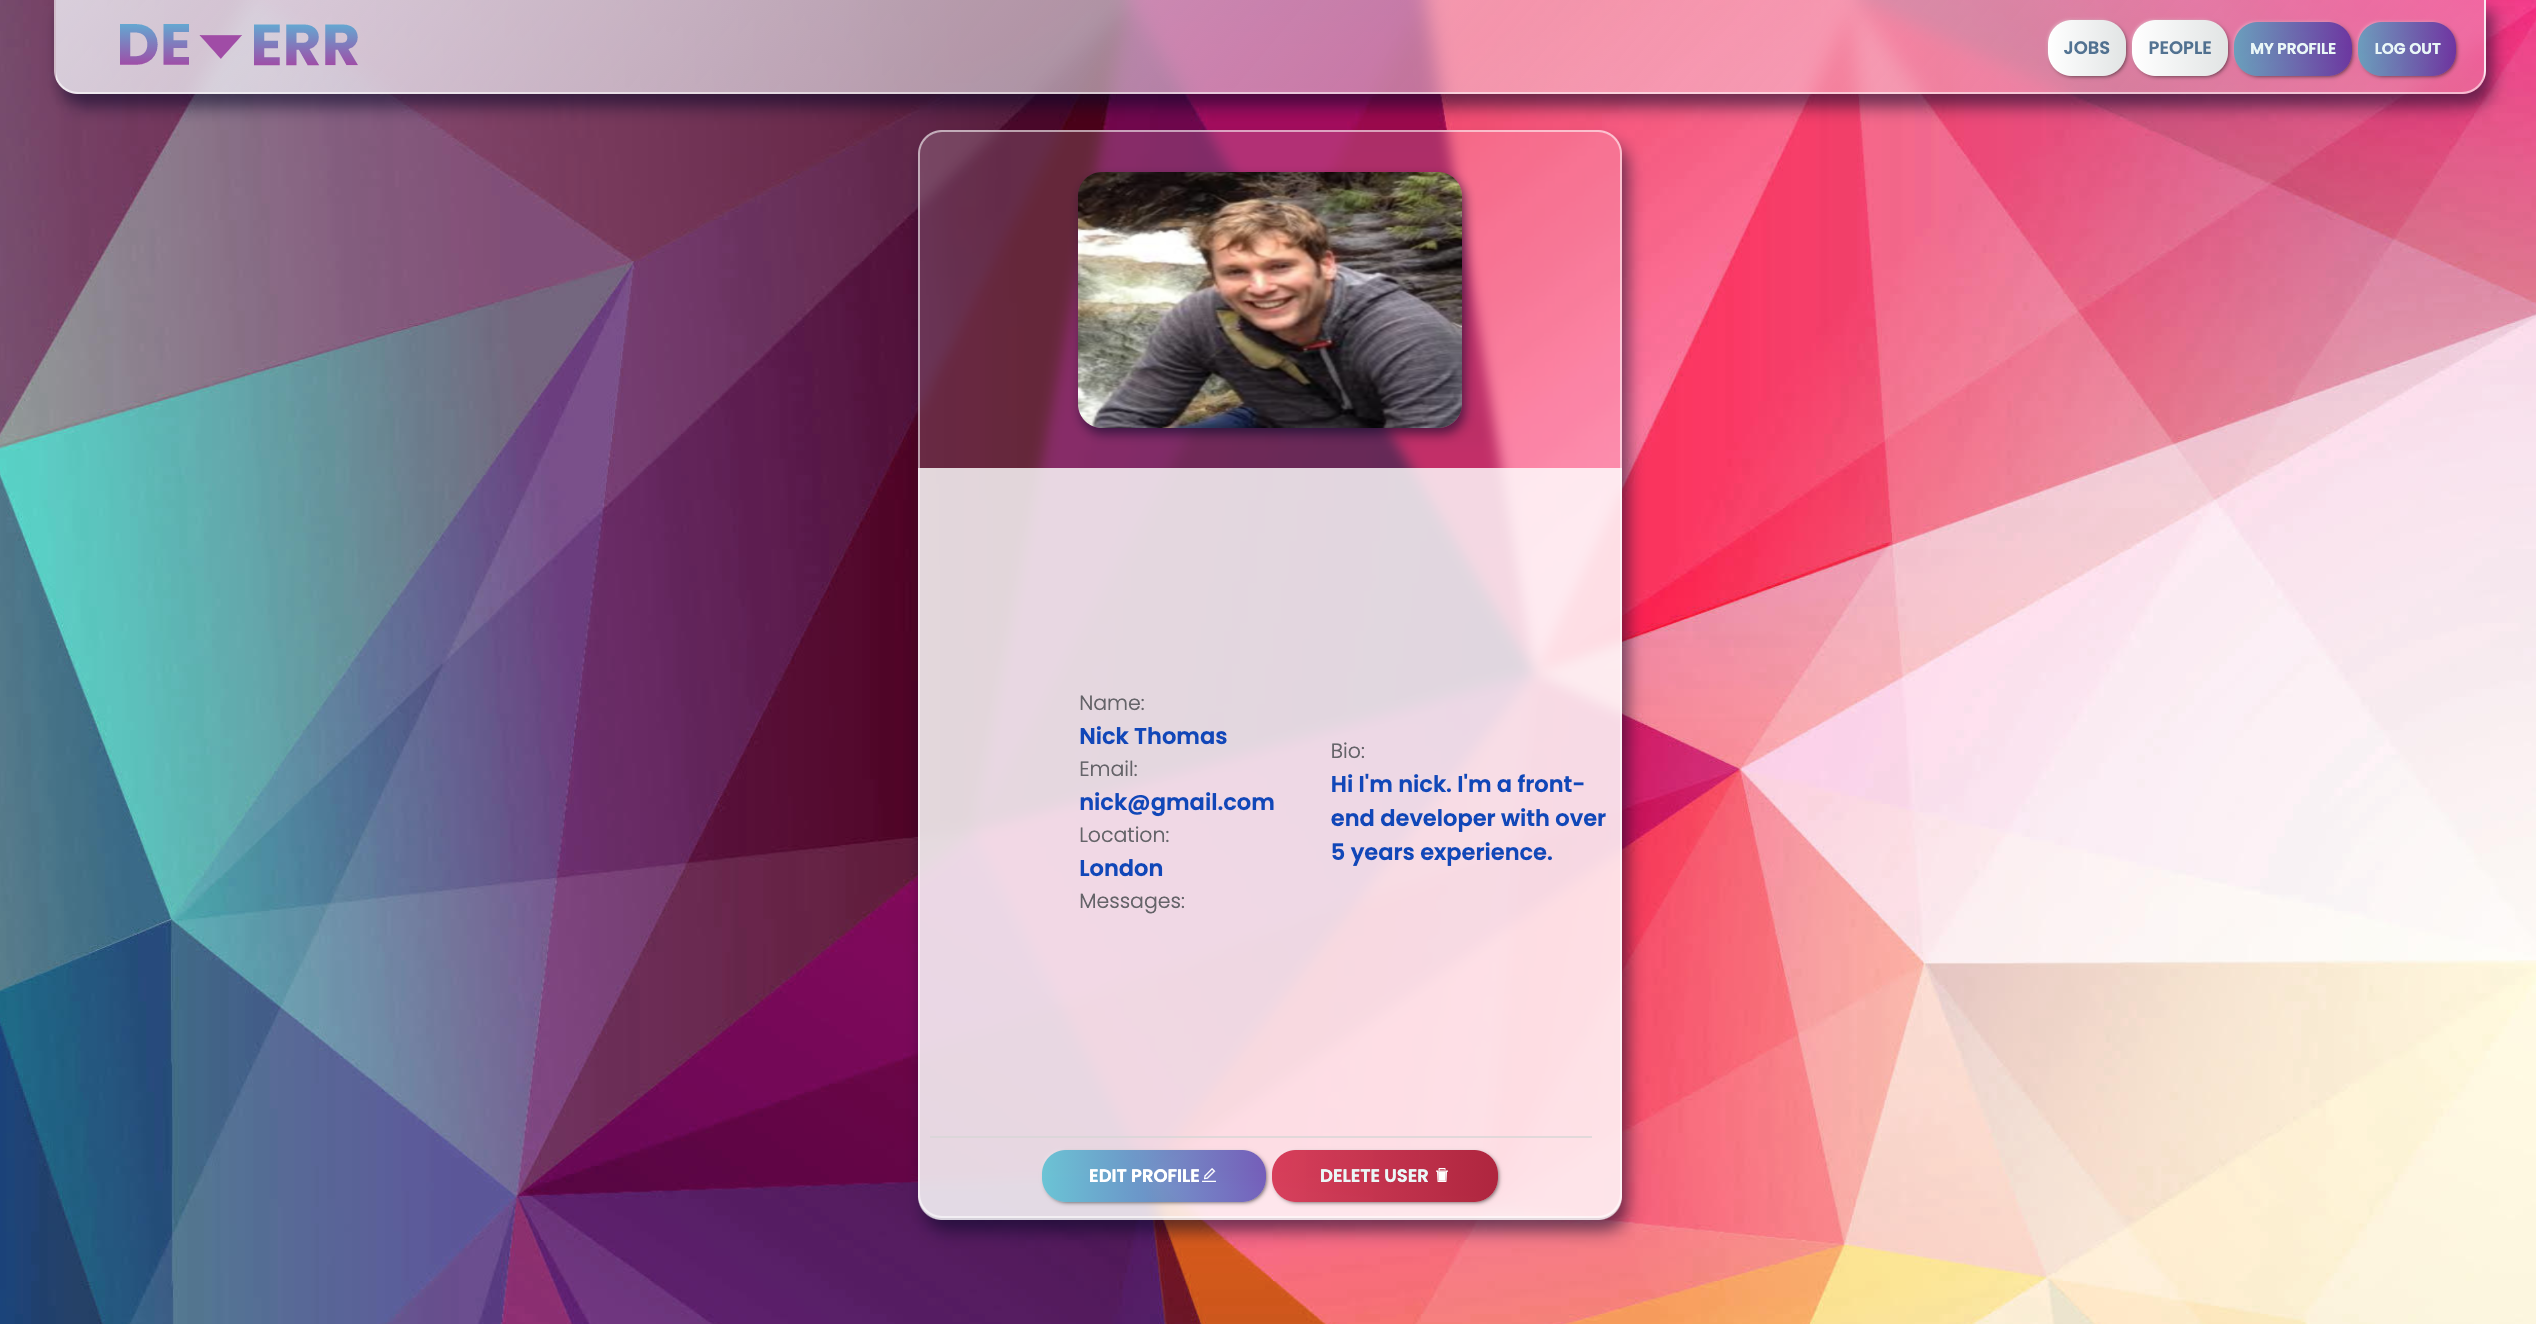 DE ERR
JOBS
PEOPLE
MY PROFILE
LOG OUT
Name:
Nick Thomas
Email:
nick@gmail.com
Location:
London
Messages:
Bio:
Hi I'm nick. I'm a front-
end developer with over
5 years experience.
EDIT PROFILE
DELETE USER